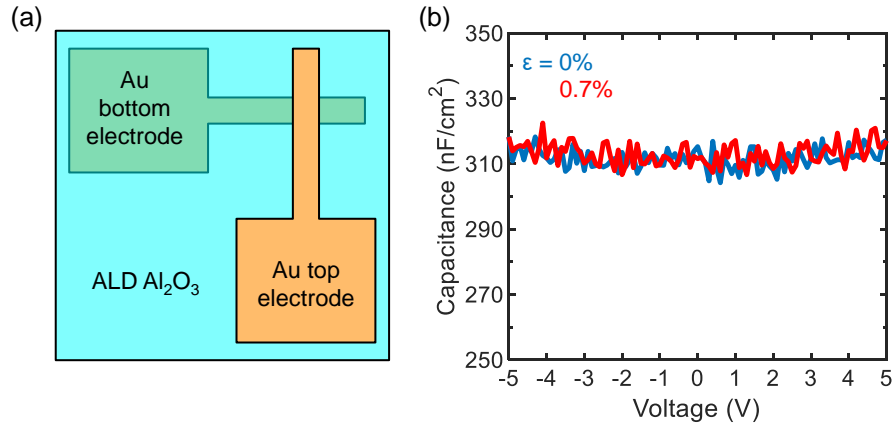 (a)
Au
bottom
electrode
ALD Al₂O₃
Au top
electrode
(b)
ε = 0%
0.7%
Capacitance (nF/cm²)
350
330
310
290
270
250
-5 -4 -3 -2 -1 0 1 2 3 4 5
Voltage (V)